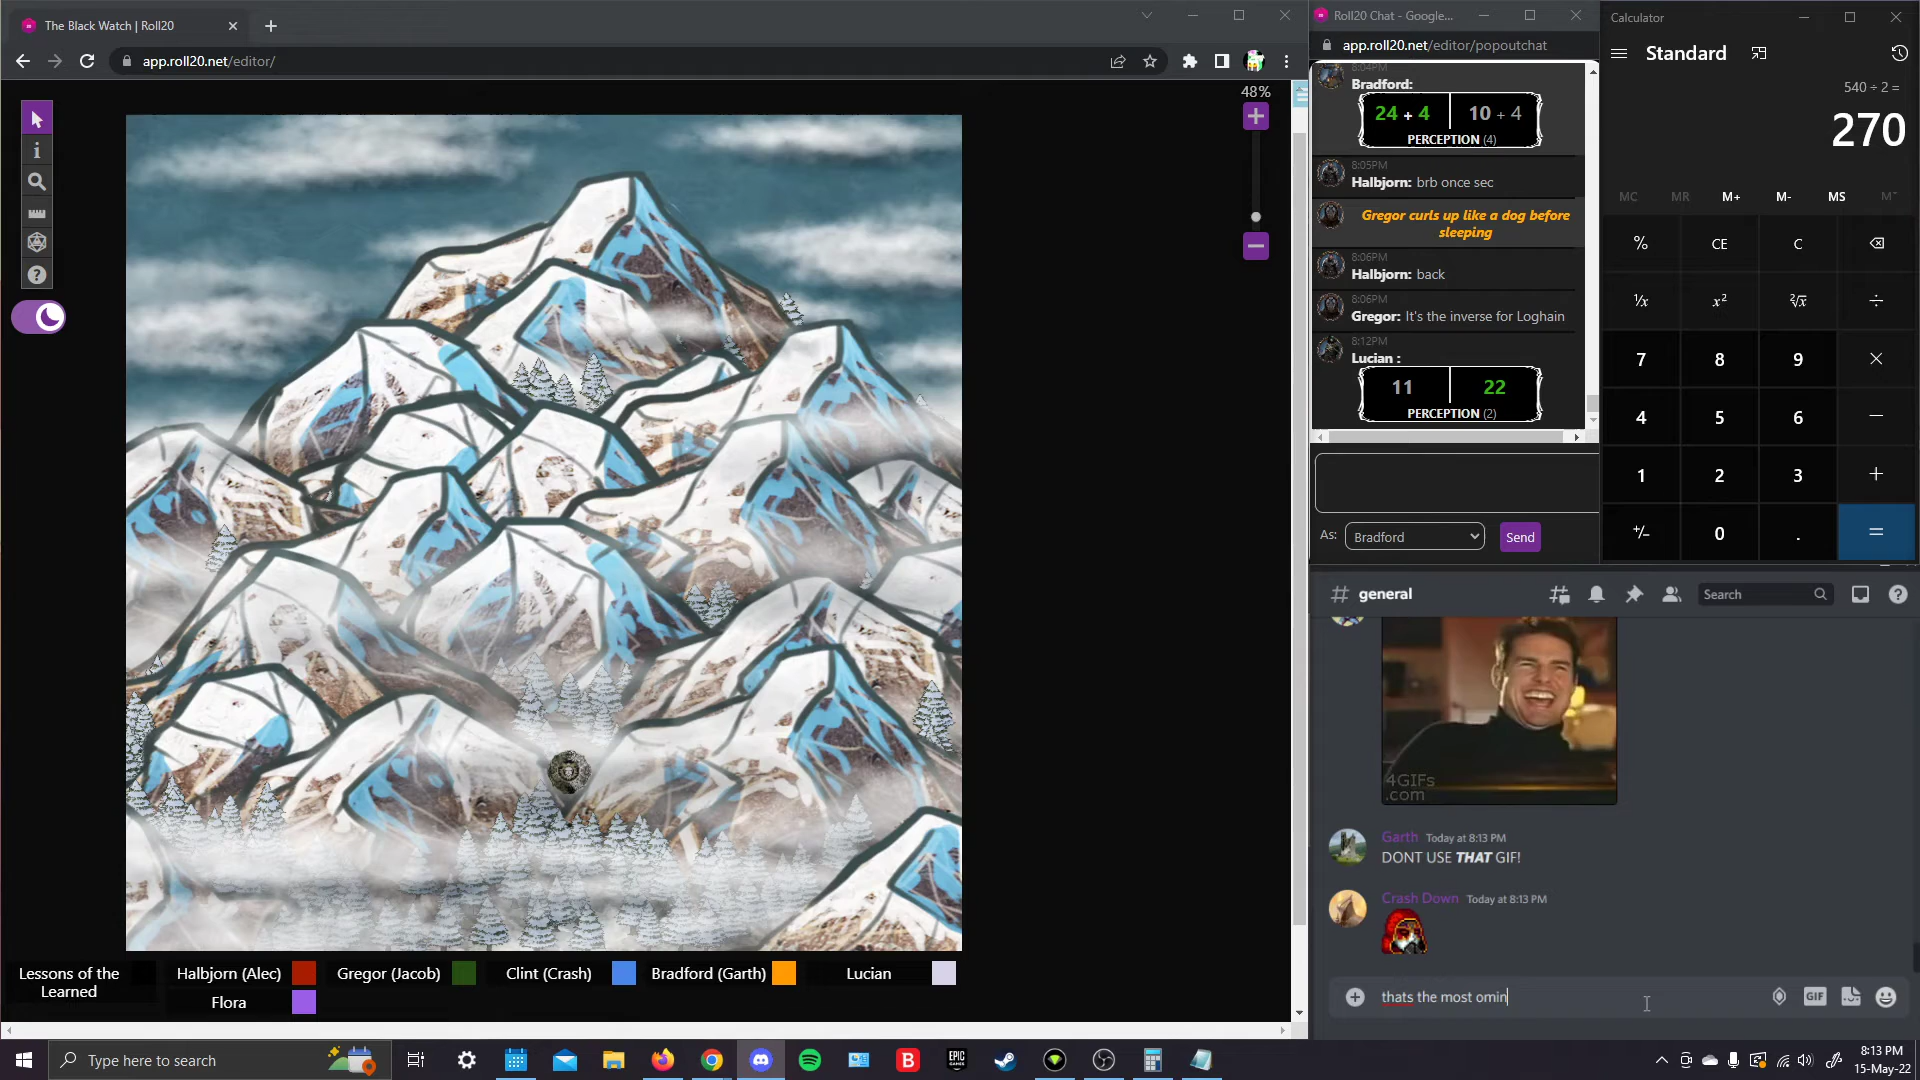 The Black Watch | Roll20
app.roll20.net/editor/
48%
Lessons of the
Learned
Halbjorn (Alec)
Gregor (Jacob)
Clint (Crash)
Bradford (Garth)
Lucian
Flora
Roll20 Chat - Google...
app.roll20.net/editor/popoutchat
8:04PM
Bradford:
24 + 4
10 + 4
PERCEPTION (4)
8:05PM
Halbjorn: brb once sec
Gregor curls up like a dog before
sleeping
8:06PM
Halbjorn: back
8:06PM
Gregor: It's the inverse for Loghain
8:12PM
Lucian :
11
22
PERCEPTION (2)
As:
Bradford
Send
Calculator
Standard
540 ÷ 2 =
270
MC MR M+ M- MS
% CE C
¹/x x² ²√x ÷
7 8 9 ×
4 5 6 −
1 2 3 +
+/− 0 . =
# general
Search
4GIFs
.com
Garth Today at 8:13 PM
DONT USE THAT GIF!
Crash Down Today at 8:13 PM
thats the most omin
GIF
Type here to search
EPIC
GAMES
8:13 PM
15-May-22